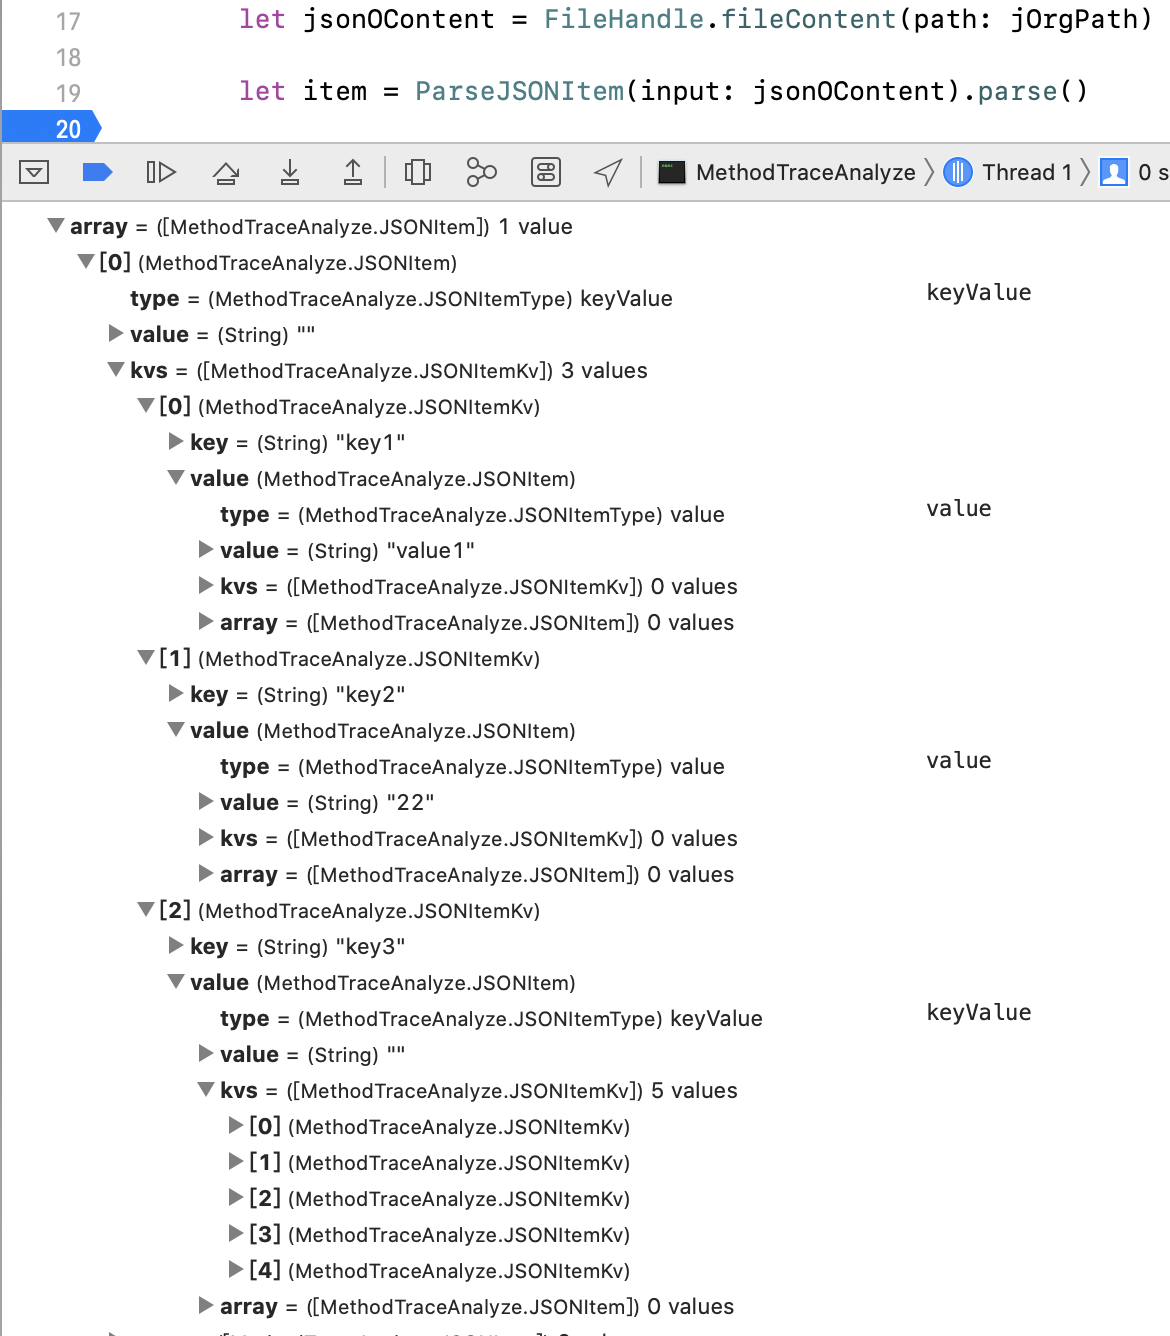 17 let jsonOContent = FileHandle.fileContent(path: jOrgPath)
18
19 let item = ParseJSONItem(input: jsonOContent).parse()
20
MethodTraceAnalyze 〉 Thread 1 〉 0 s
array = ([MethodTraceAnalyze.JSONItem]) 1 value
[0] (MethodTraceAnalyze.JSONItem)
type = (MethodTraceAnalyze.JSONItemType) keyValue keyValue
value = (String) ""
kvs = ([MethodTraceAnalyze.JSONItemKv]) 3 values
[0] (MethodTraceAnalyze.JSONItemKv)
key = (String) "key1"
value (MethodTraceAnalyze.JSONItem)
type = (MethodTraceAnalyze.JSONItemType) value value
value = (String) "value1"
kvs = ([MethodTraceAnalyze.JSONItemKv]) 0 values
array = ([MethodTraceAnalyze.JSONItem]) 0 values
[1] (MethodTraceAnalyze.JSONItemKv)
key = (String) "key2"
value (MethodTraceAnalyze.JSONItem)
type = (MethodTraceAnalyze.JSONItemType) value value
value = (String) "22"
kvs = ([MethodTraceAnalyze.JSONItemKv]) 0 values
array = ([MethodTraceAnalyze.JSONItem]) 0 values
[2] (MethodTraceAnalyze.JSONItemKv)
key = (String) "key3"
value (MethodTraceAnalyze.JSONItem)
type = (MethodTraceAnalyze.JSONItemType) keyValue keyValue
value = (String) ""
kvs = ([MethodTraceAnalyze.JSONItemKv]) 5 values
[0] (MethodTraceAnalyze.JSONItemKv)
[1] (MethodTraceAnalyze.JSONItemKv)
[2] (MethodTraceAnalyze.JSONItemKv)
[3] (MethodTraceAnalyze.JSONItemKv)
[4] (MethodTraceAnalyze.JSONItemKv)
array = ([MethodTraceAnalyze.JSONItem]) 0 values